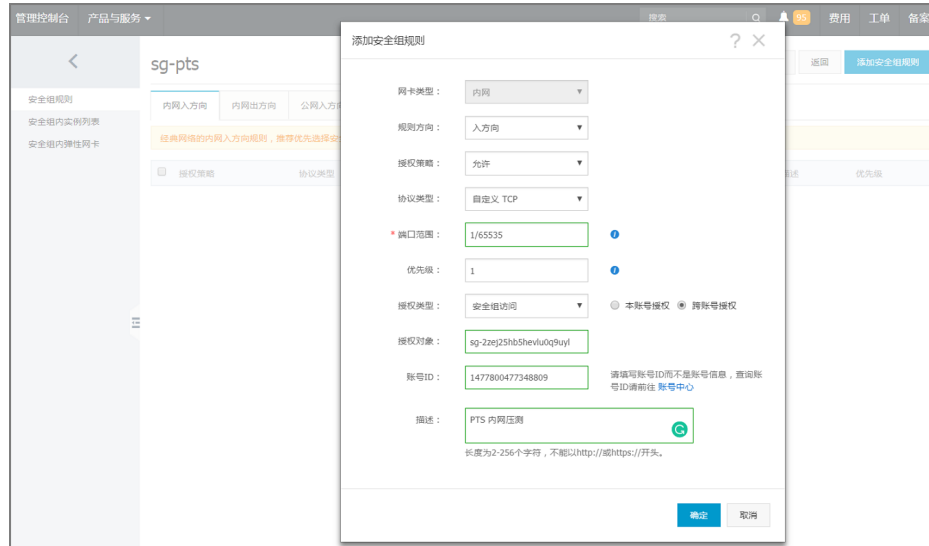 管理控制台 产品与服务
搜索 95 费用 工单 备案
sg-pts
返回 添加安全组规则
安全组规则
安全组内实例列表
安全组内弹性网卡
内网入方向 内网出方向 公网入方
经典网络的内网入方向规则,推荐优先选择安
授权策略 协议类型 描述 优先级
添加安全组规则
网卡类型: 内网
规则方向: 入方向
授权策略: 允许
协议类型: 自定义 TCP
* 端口范围: 1/65535
优先级: 1
授权类型: 安全组访问 本账号授权 跨账号授权
授权对象: sg-2zej25hb5hevlu0q9uyl
账号ID: 1477800477348809 请填写账号ID而不是账号信息,查询账
号ID请前往 账号中心
描述: PTS 内网压测
长度为2-256个字符,不能以http://或https://开头。
确定 取消